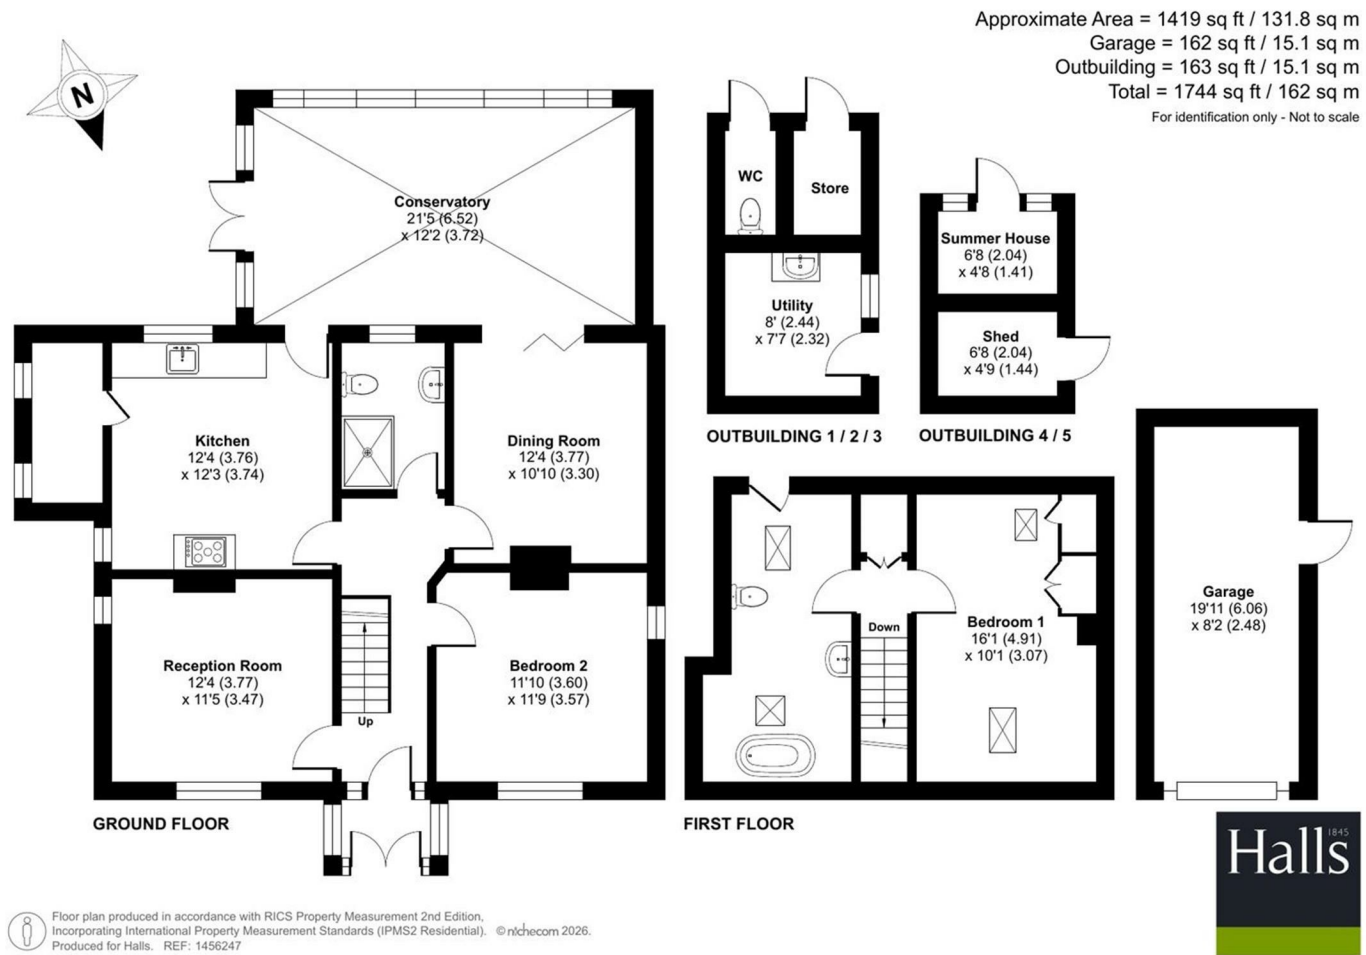 Approximate Area = 1419 sq ft / 131.8 sq m
Garage = 162 sq ft / 15.1 sq m
Outbuilding = 163 sq ft / 15.1 sq m
Total = 1744 sq ft / 162 sq m
For identification only - Not to scale
N
Conservatory
21'5 (6.52)
x 12'2 (3.72)
WC
Store
Summer House
6'8 (2.04)
x 4'8 (1.41)
Utility
8' (2.44)
x 7'7 (2.32)
Shed
6'8 (2.04)
x 4'9 (1.44)
OUTBUILDING 1 / 2 / 3
OUTBUILDING 4 / 5
Kitchen
12'4 (3.76)
x 12'3 (3.74)
Dining Room
12'4 (3.77)
x 10'10 (3.30)
Reception Room
12'4 (3.77)
x 11'5 (3.47)
Up
Bedroom 2
11'10 (3.60)
x 11'9 (3.57)
Down
Bedroom 1
16'1 (4.91)
x 10'1 (3.07)
Garage
19'11 (6.06)
x 8'2 (2.48)
GROUND FLOOR
FIRST FLOOR
Halls
1845
Floor plan produced in accordance with RICS Property Measurement 2nd Edition,
Incorporating International Property Measurement Standards (IPMS2 Residential). © nichecom 2026.
Produced for Halls. REF: 1456247